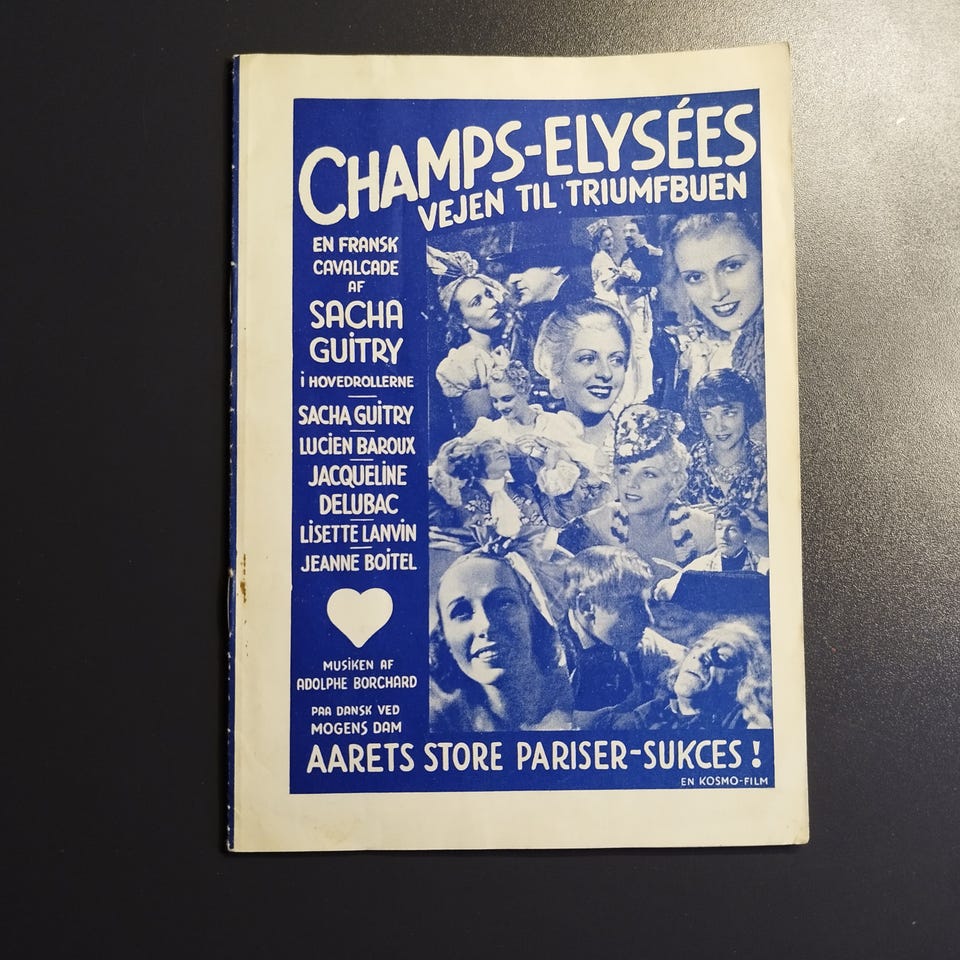 CHAMPS-ELYSÉES
VEJEN TIL TRIUMFBUEN
EN FRANSK
CAVALCADE
AF
SACHA
GUITRY
I HOVEDROLLERNE
SACHA GUITRY
LUCIEN BAROUX
JACQUELINE
DELUBAC
LISETTE LANVIN
JEANNE BOITEL
MUSIKEN AF
ADOLPHE BORCHARD
PAA DANSK VED
MOGENS DAM
AARETS STORE PARISER-SUKCES!
EN KOSMO-FILM